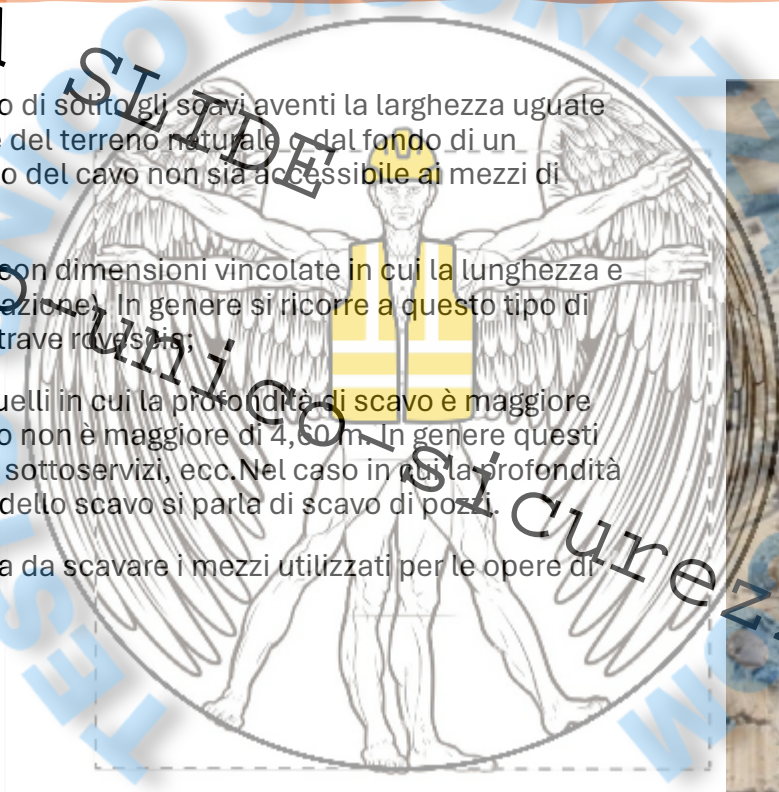 SLIDE
o di solito gli scavi aventi la larghezza uguale
del terreno naturale o dal fondo di un
o del cavo non sia accessibile ai mezzi di
con dimensioni vincolate in cui la lunghezza e
azione). In genere si ricorre a questo tipo di
trave rovescia;
uelli in cui la profondità di scavo è maggiore
o non è maggiore di 4,60 m. In genere questi
sottoservizi, ecc.Nel caso in cui la profondità
dello scavo si parla di scavo di pozzi.
a da scavare i mezzi utilizzati per le opere di
o-unico-sicurez